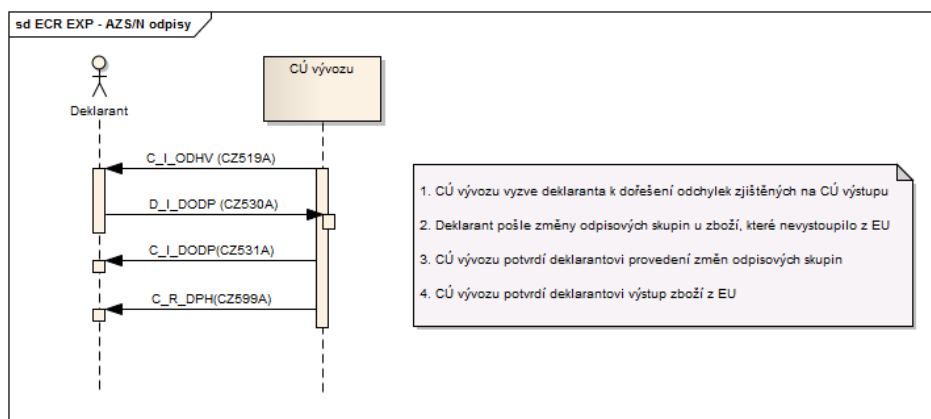 sd ECR EXP - AZS/N odpisy
CÚ vývozu
Deklarant
C_I_ODHV (CZ519A)
D_I_DODP (CZ530A)
C_I_DODP(CZ531A)
C_R_DPH(CZ599A)
1. CÚ vývozu vyzve deklaranta k dořešení odchylek zjištěných na CÚ výstupu
2. Deklarant pošle změny odpisových skupin u zboží, které nevystoupilo z EU
3. CÚ vývozu potvrdí deklarantovi provedení změn odpisových skupin
4. CÚ vývozu potvrdí deklarantovi výstup zboží z EU